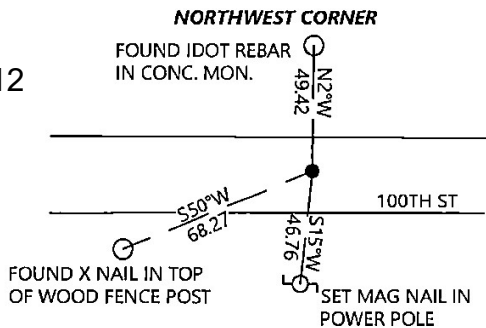 NORTHWEST CORNER
FOUND IDOT REBAR
IN CONC. MON.
12
N2°W
49.42
S50°W
68.27
100TH ST
S15°W
46.76
FOUND X NAIL IN TOP
OF WOOD FENCE POST
SET MAG NAIL IN
POWER POLE